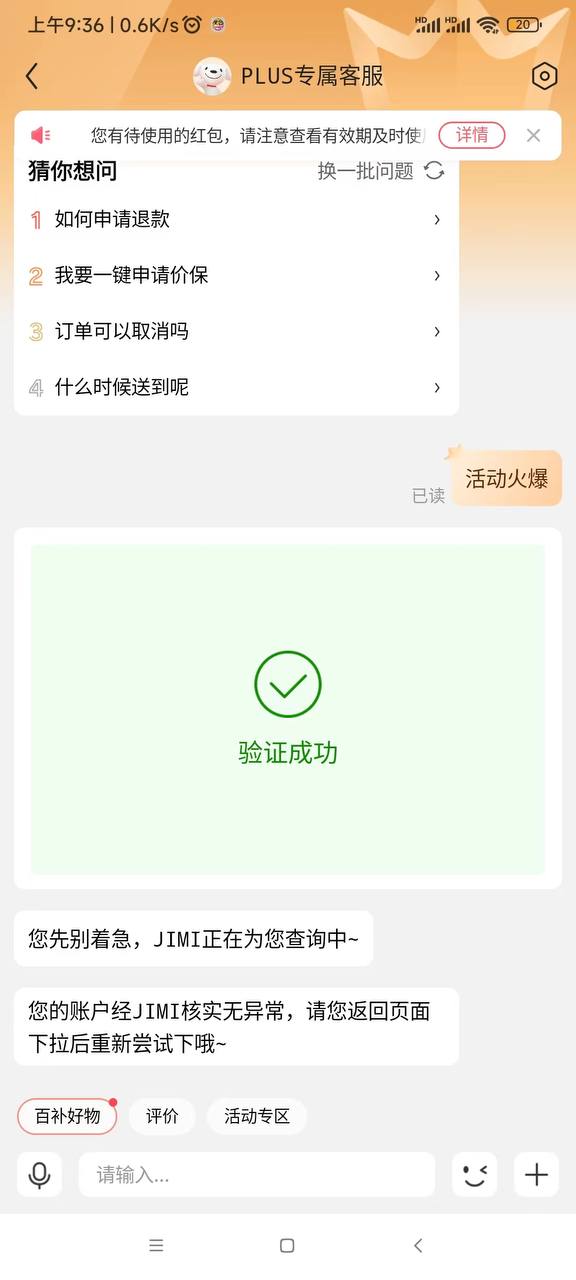 上午9:36 | 0.6K/s
HD HD 20
PLUS专属客服
您有待使用的红包，请注意查看有效期及时使
详情
猜你想问
换一批问题
1 如何申请退款
2 我要一键申请价保
3 订单可以取消吗
4 什么时候送到呢
活动火爆
已读
验证成功
您先别着急，JIMI正在为您查询中~
您的账户经JIMI核实无异常，请您返回页面
下拉后重新尝试下哦~
百补好物 评价 活动专区
请输入...